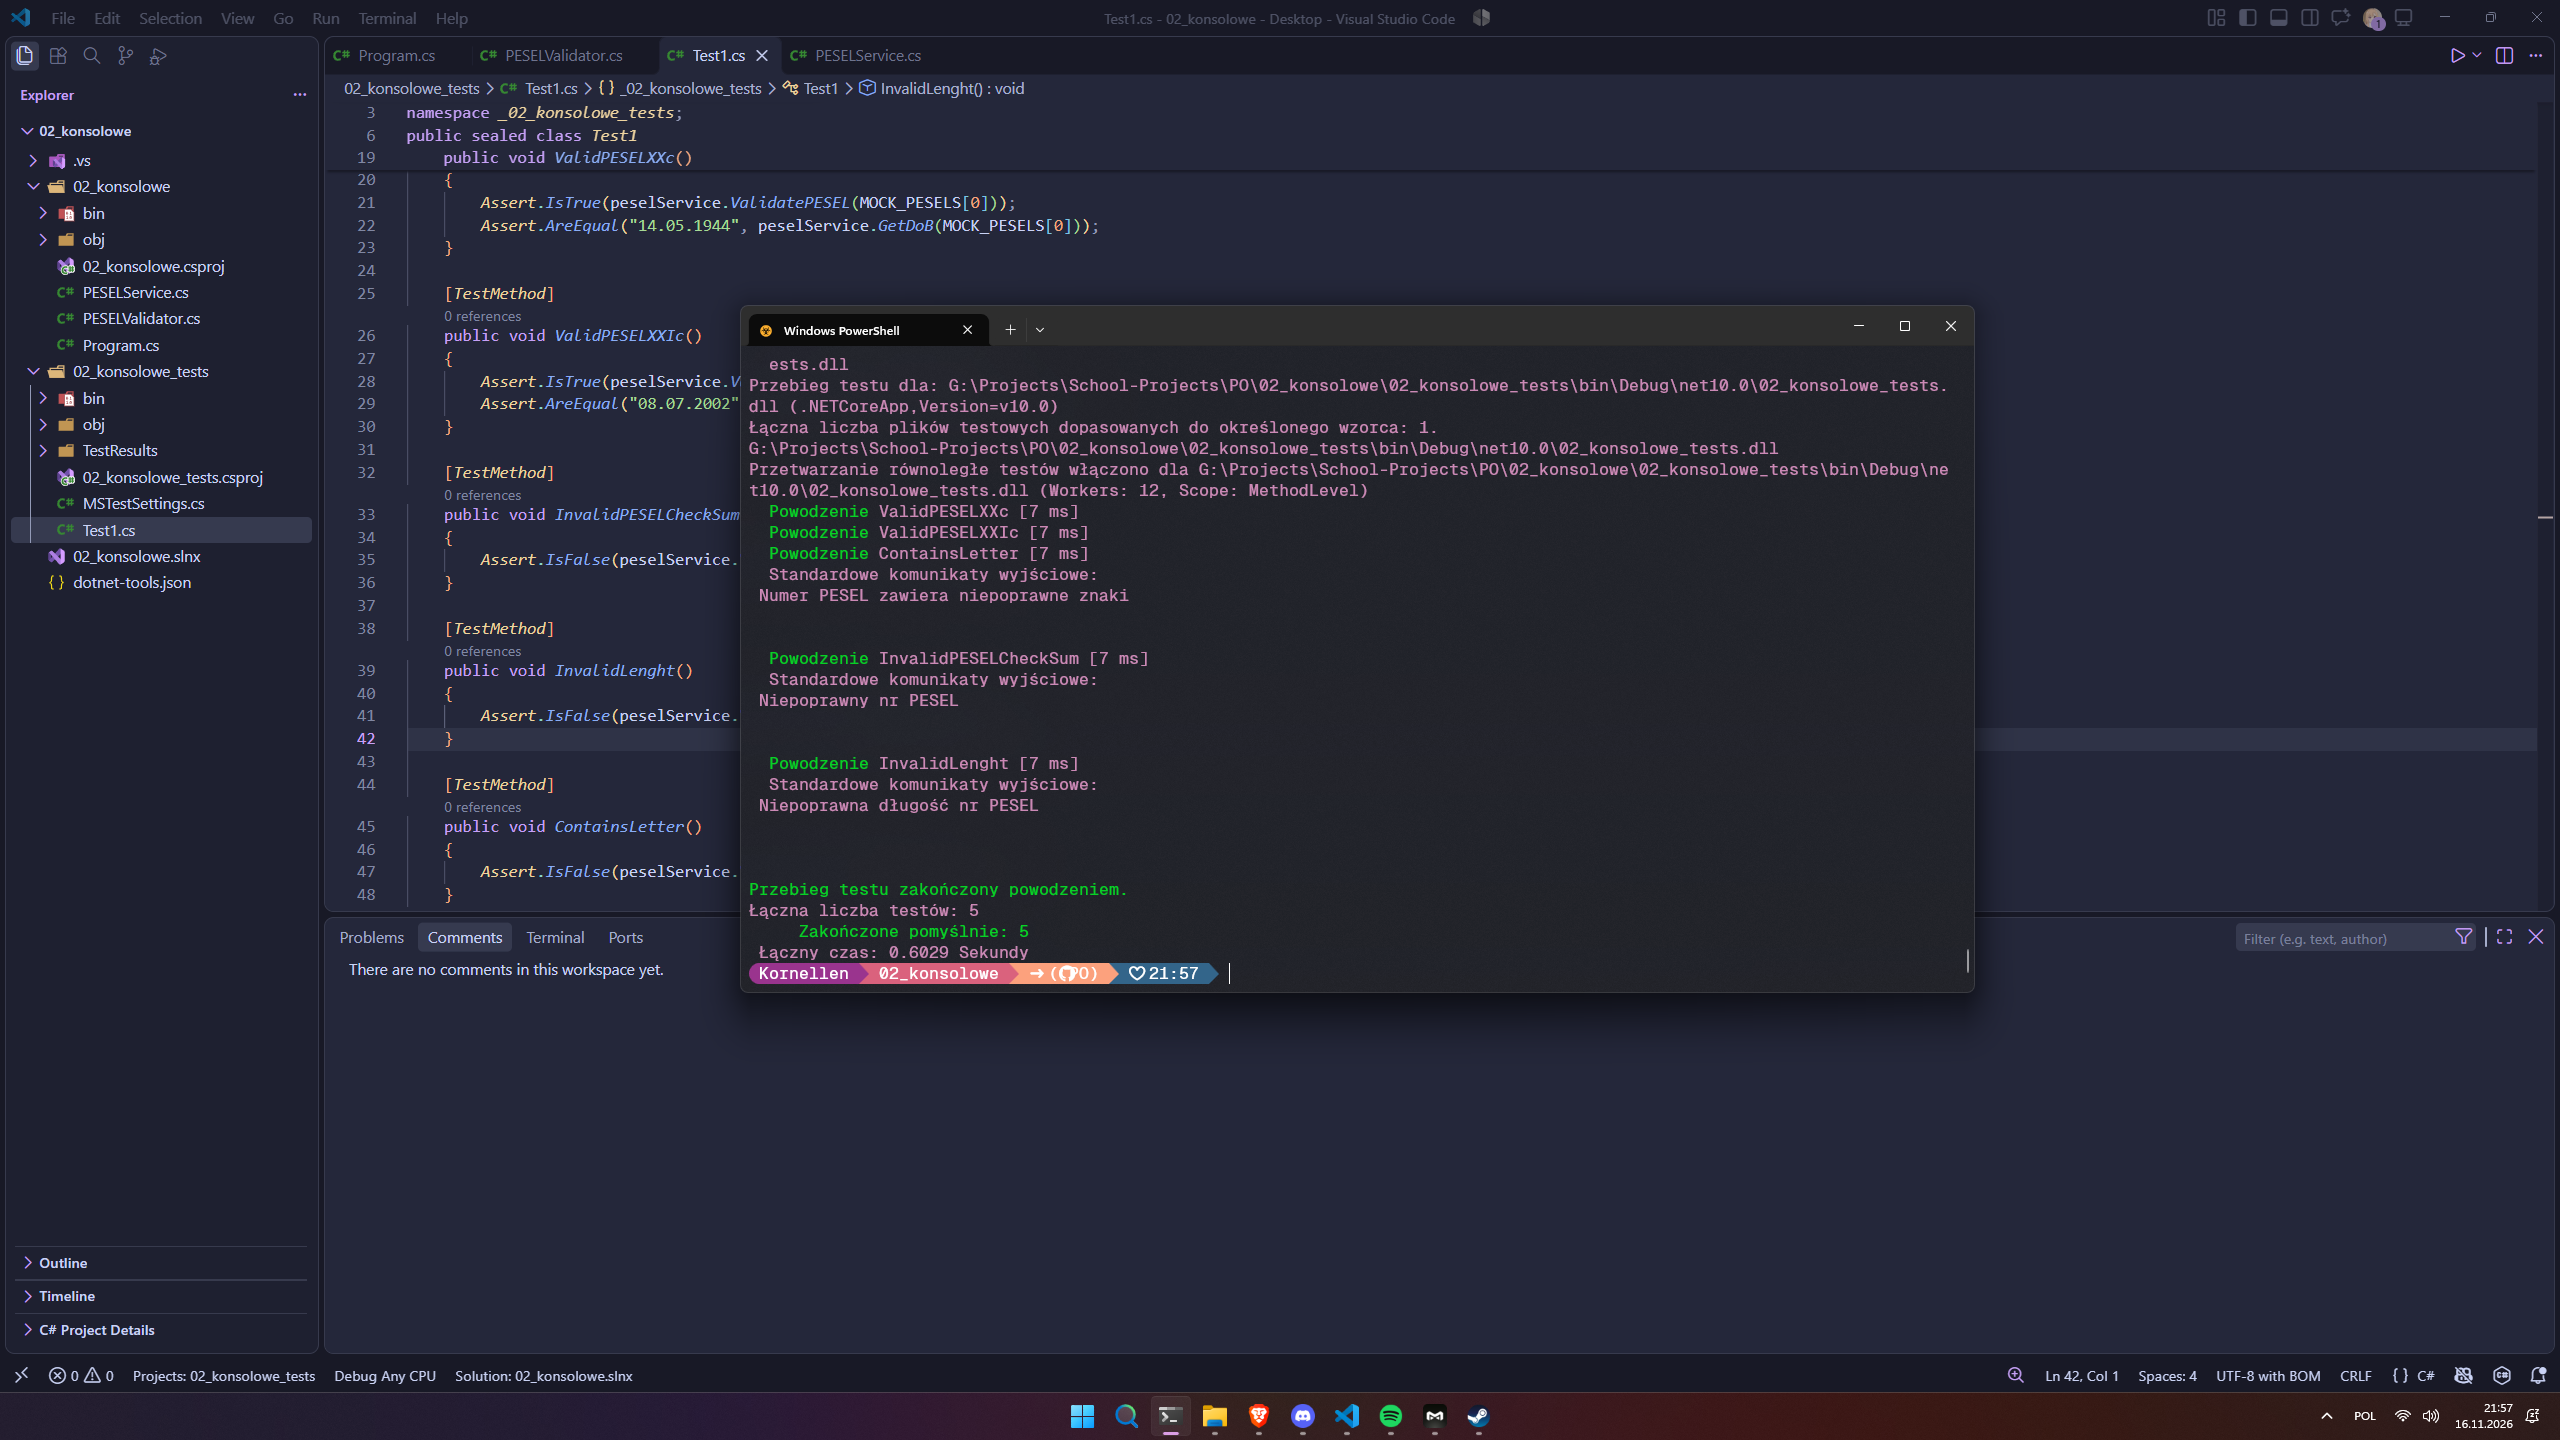 File Edit Selection View Go Run Terminal Help
Test1.cs - 02_konsolowe - Desktop - Visual Studio Code
Explorer
02_konsolowe
.vs
02_konsolowe
bin
obj
02_konsolowe.csproj
PESELService.cs
PESELValidator.cs
Program.cs
02_konsolowe_tests
bin
obj
TestResults
02_konsolowe_tests.csproj
MSTestSettings.cs
Test1.cs
02_konsolowe.slnx
dotnet-tools.json
Outline
Timeline
C# Project Details
Program.cs PESELValidator.cs Test1.cs PESELService.cs
02_konsolowe_tests > Test1.cs > {} _02_konsolowe_tests > Test1 > InvalidLenght() : void
3 namespace _02_konsolowe_tests;
6 public sealed class Test1
19 public void ValidPESELXXc()
20 {
21 Assert.IsTrue(peselService.ValidatePESEL(MOCK_PESELS[0]));
22 Assert.AreEqual("14.05.1944", peselService.GetDoB(MOCK_PESELS[0]));
23 }
24
25 [TestMethod]
0 references
26 public void ValidPESELXXIc()
27 {
28 Assert.IsTrue(peselService.V
29 Assert.AreEqual("08.07.2002"
30 }
31
32 [TestMethod]
0 references
33 public void InvalidPESELCheckSum
34 {
35 Assert.IsFalse(peselService.
36 }
37
38 [TestMethod]
0 references
39 public void InvalidLenght()
40 {
41 Assert.IsFalse(peselService.
42 }
43
44 [TestMethod]
0 references
45 public void ContainsLetter()
46 {
47 Assert.IsFalse(peselService.
48 }
Windows PowerShell
ests.dll
Przebieg testu dla: G:\Projects\School-Projects\PO\02_konsolowe\02_konsolowe_tests\bin\Debug\net10.0\02_konsolowe_tests.
dll (.NETCoreApp,Version=v10.0)
Łączna liczba plików testowych dopasowanych do określonego wzorca: 1.
G:\Projects\School-Projects\PO\02_konsolowe\02_konsolowe_tests\bin\Debug\net10.0\02_konsolowe_tests.dll
Przetwarzanie równoległe testów włączono dla G:\Projects\School-Projects\PO\02_konsolowe\02_konsolowe_tests\bin\Debug\ne
t10.0\02_konsolowe_tests.dll (Workers: 12, Scope: MethodLevel)
Powodzenie ValidPESELXXc [7 ms]
Powodzenie ValidPESELXXIc [7 ms]
Powodzenie ContainsLetter [7 ms]
Standardowe komunikaty wyjściowe:
Numer PESEL zawiera niepoprawne znaki
Powodzenie InvalidPESELCheckSum [7 ms]
Standardowe komunikaty wyjściowe:
Niepoprawny nr PESEL
Powodzenie InvalidLenght [7 ms]
Standardowe komunikaty wyjściowe:
Niepoprawna długość nr PESEL
Przebieg testu zakończony powodzeniem.
Łączna liczba testów: 5
Zakończone pomyślnie: 5
Łączny czas: 0.6029 Sekundy
Kornellen 02_konsolowe ➜ (PO) ♡ 21:57
Problems Comments Terminal Ports
Filter (e.g. text, author)
There are no comments in this workspace yet.
0 0 Projects: 02_konsolowe_tests Debug Any CPU Solution: 02_konsolowe.slnx
Ln 42, Col 1 Spaces: 4 UTF-8 with BOM CRLF {} C#
POL
21:57
16.11.2026